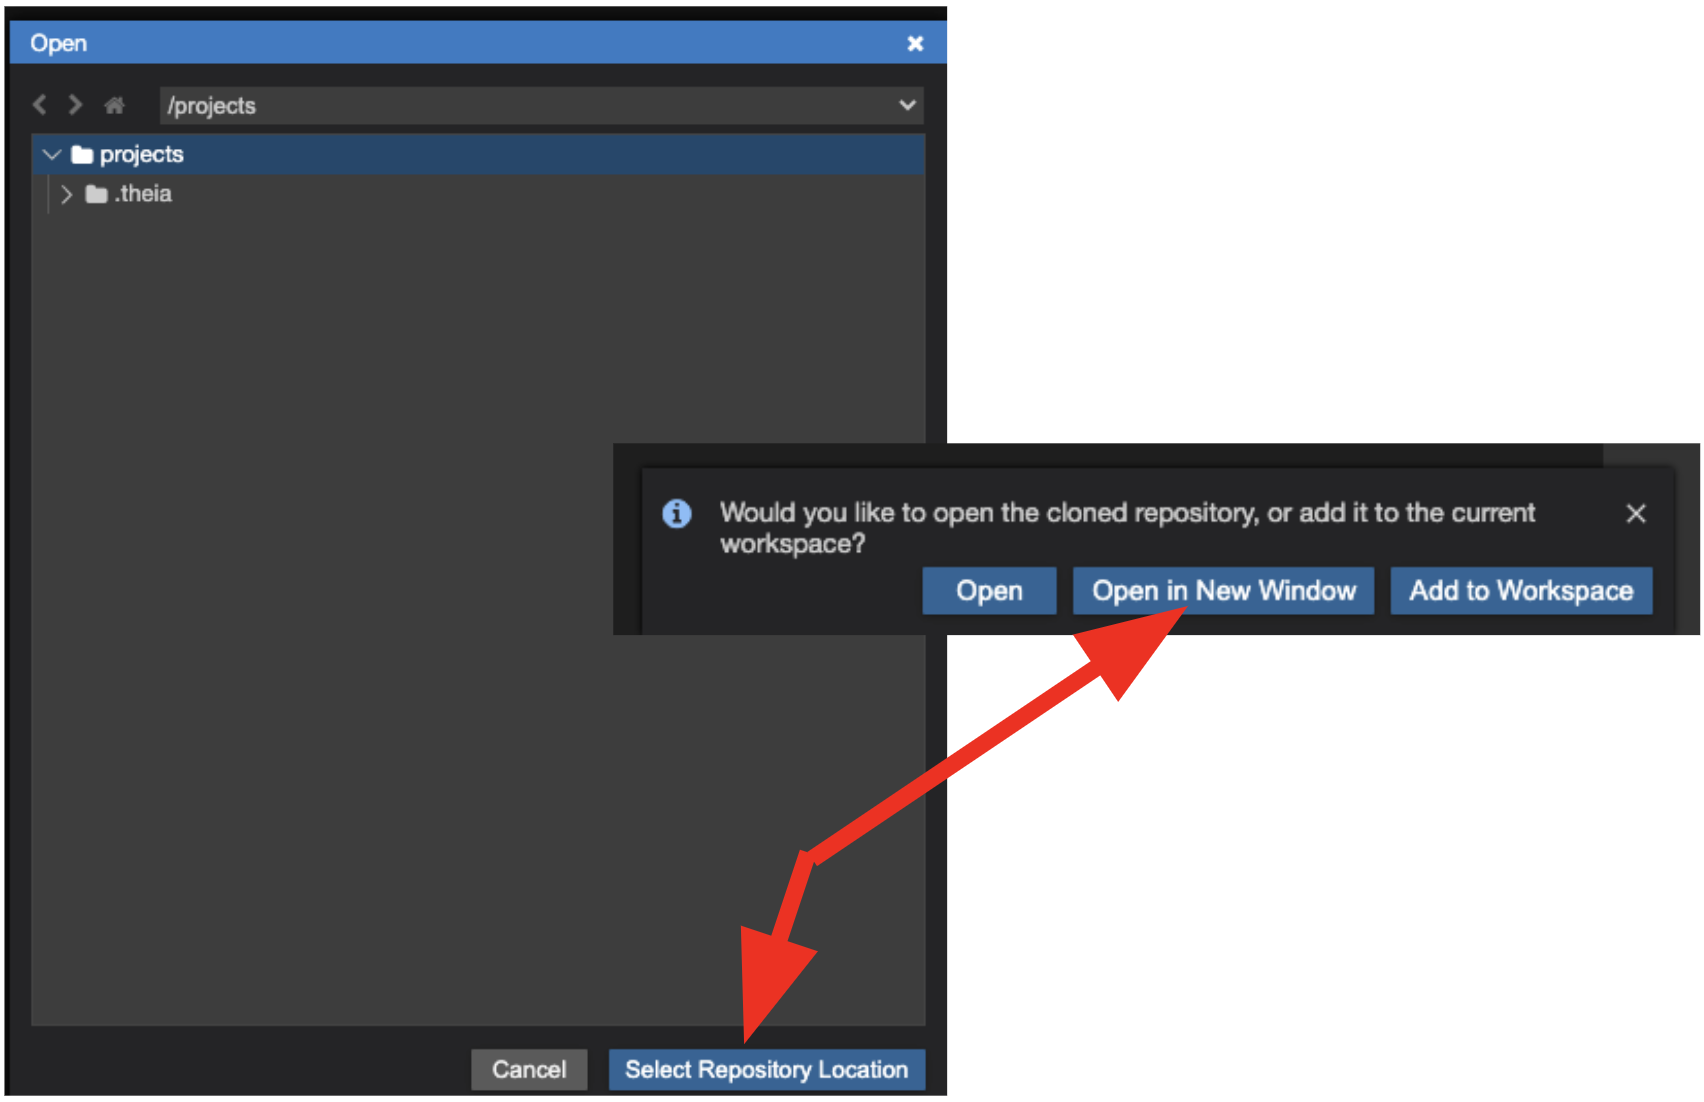 Open
/projects
projects
.theia
Would you like to open the cloned repository, or add it to the current
workspace?
Open
Open in New Window
Add to Workspace
Cancel
Select Repository Location